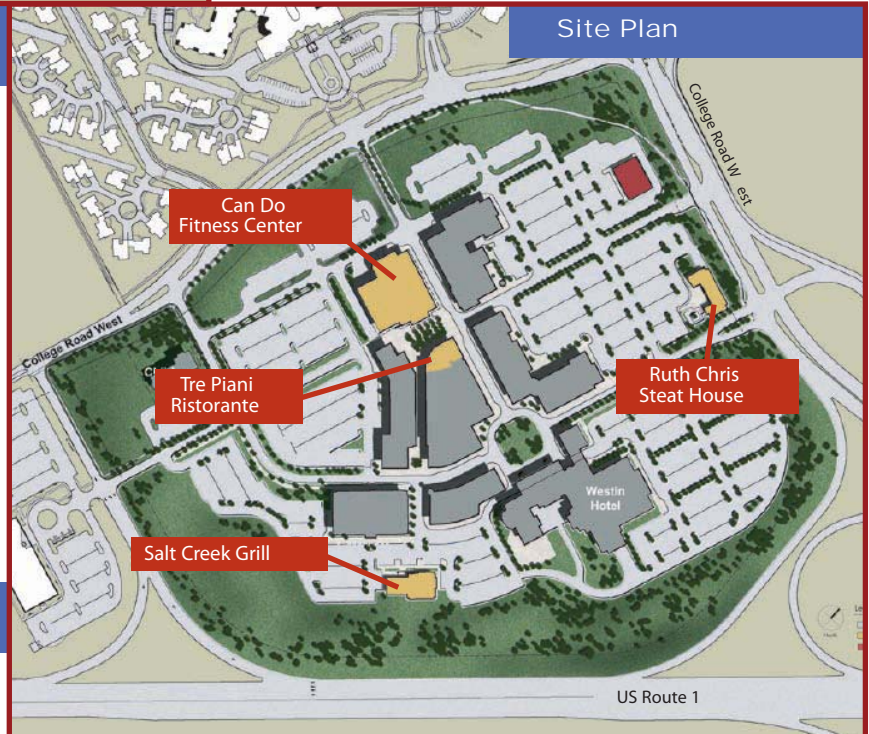 Site Plan
College Road W est
Can Do
Fitness Center
College Road West
Tre Piani
Ristorante
Ruth Chris
Steat House
Westin
Hotel
Salt Creek Grill
US Route 1